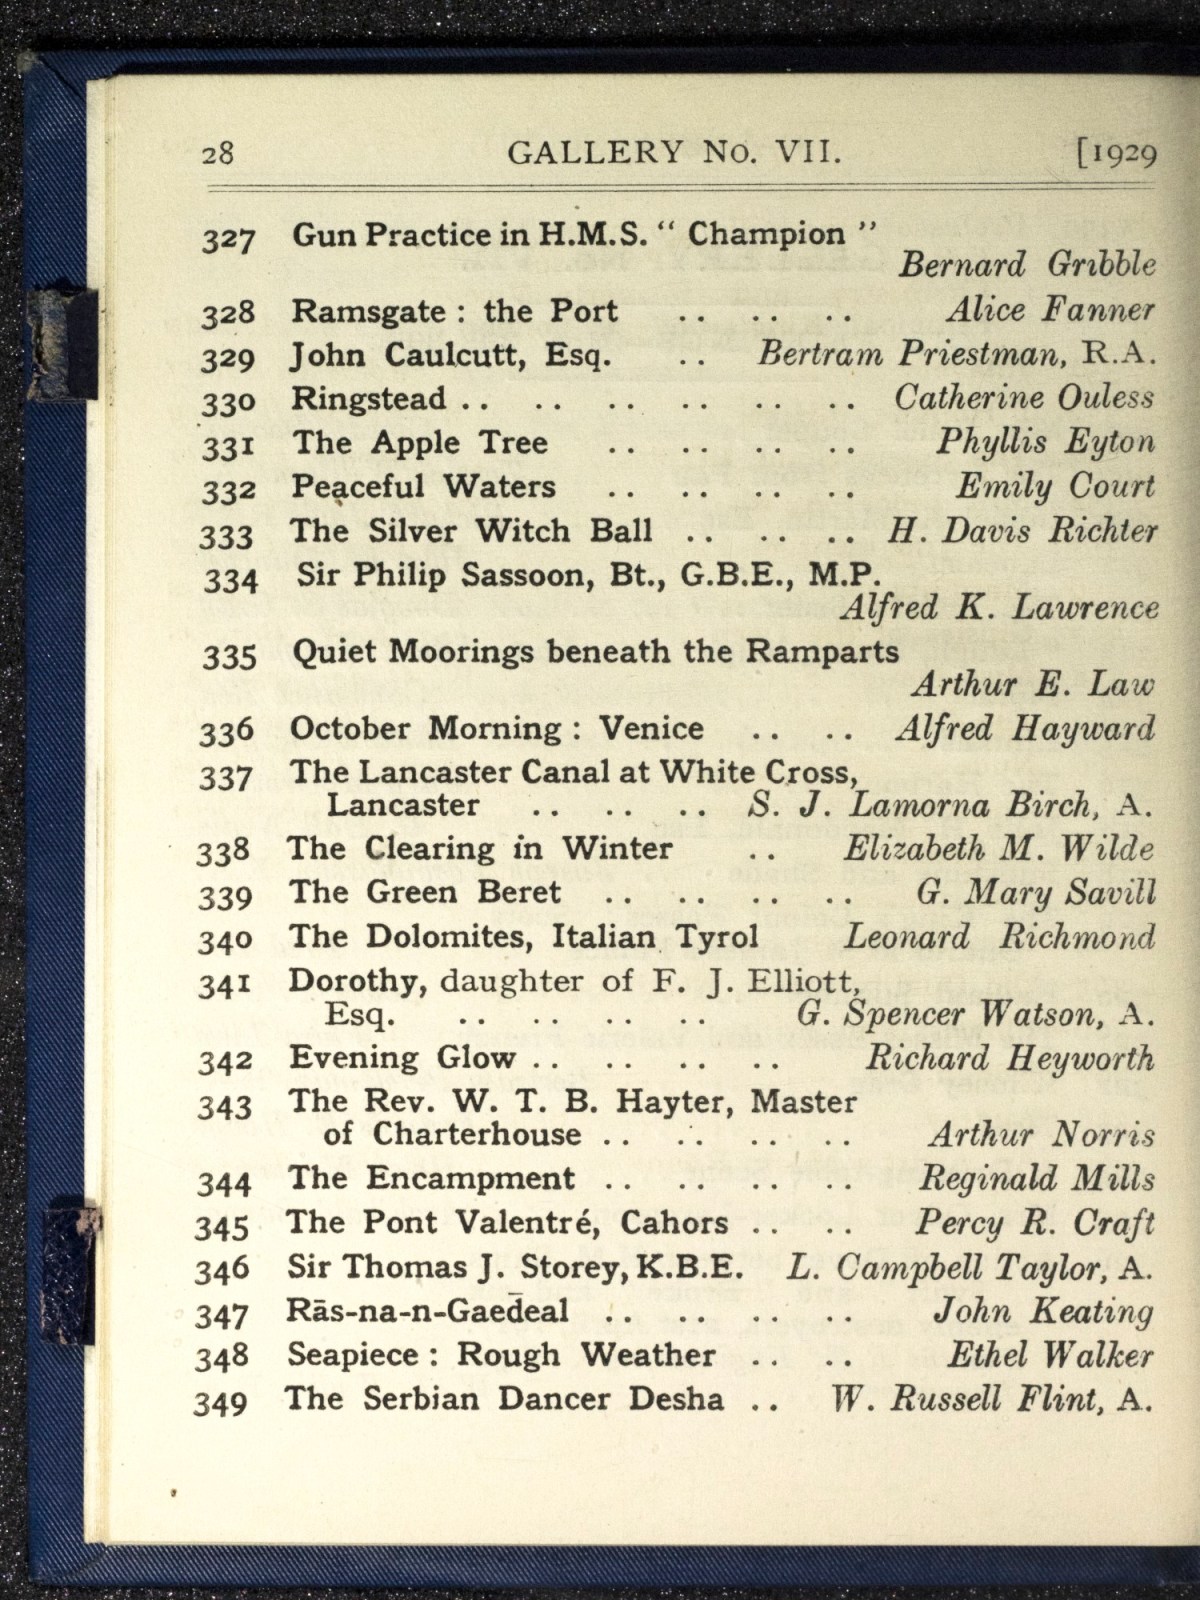 28 GALLERY No. VII. [1929
327 Gun Practice in H.M.S. “ Champion ”
Bernard Gribble
328 Ramsgate : the Port .. .. .. Alice Fanner
329 John Caulcutt, Esq. .. Bertram Priestman, R.A.
330 Ringstead .. .. .. .. .. .. Catherine Ouless
331 The Apple Tree .. .. .. .. Phyllis Eyton
332 Peaceful Waters .. .. .. .. Emily Court
333 The Silver Witch Ball .. .. .. H. Davis Richter
334 Sir Philip Sassoon, Bt., G.B.E., M.P.
Alfred K. Lawrence
335 Quiet Moorings beneath the Ramparts
Arthur E. Law
336 October Morning : Venice .. .. Alfred Hayward
337 The Lancaster Canal at White Cross,
Lancaster .. .. .. S. J. Lamorna Birch, A.
338 The Clearing in Winter .. Elizabeth M. Wilde
339 The Green Beret .. .. .. .. G. Mary Savill
340 The Dolomites, Italian Tyrol Leonard Richmond
341 Dorothy, daughter of F. J. Elliott,
Esq. .. .. .. .. G. Spencer Watson, A.
342 Evening Glow .. .. .. .. Richard Heyworth
343 The Rev. W. T. B. Hayter, Master
of Charterhouse .. .. .. .. Arthur Norris
344 The Encampment .. .. .. .. Reginald Mills
345 The Pont Valentré, Cahors .. .. Percy R. Craft
346 Sir Thomas J. Storey, K.B.E. L. Campbell Taylor, A.
347 Rās-na-n-Gaed̄eal .. .. .. .. John Keating
348 Seapiece : Rough Weather .. .. Ethel Walker
349 The Serbian Dancer Desha .. W. Russell Flint, A.